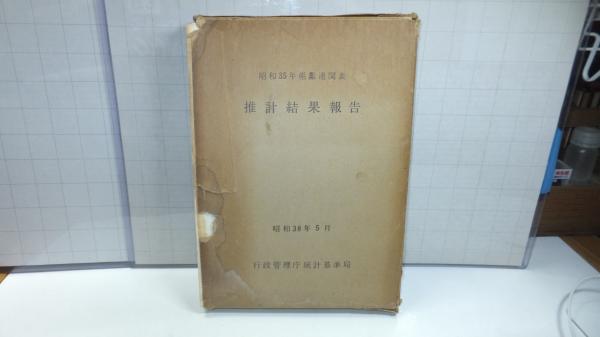 昭和35年産業連関表
推計結果報告
昭和38年5月
行政管理庁統計基準局